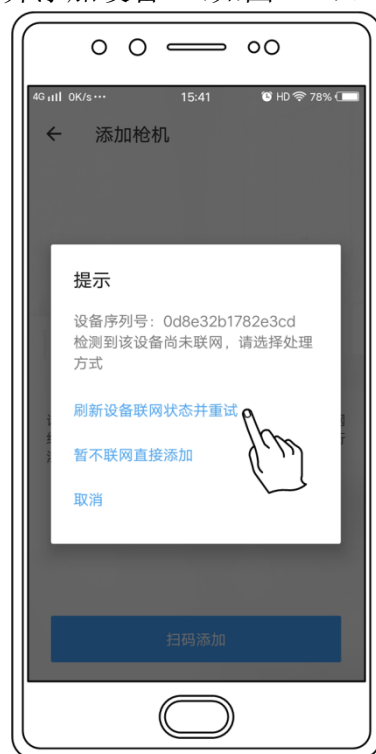 4G 0K/s··· 15:41 HD 78%
← 添加枪机
提示
设备序列号：0d8e32b1782e3cd
检测到该设备尚未联网，请选择处理
方式
刷新设备联网状态并重试
暂不联网直接添加
取消
扫码添加